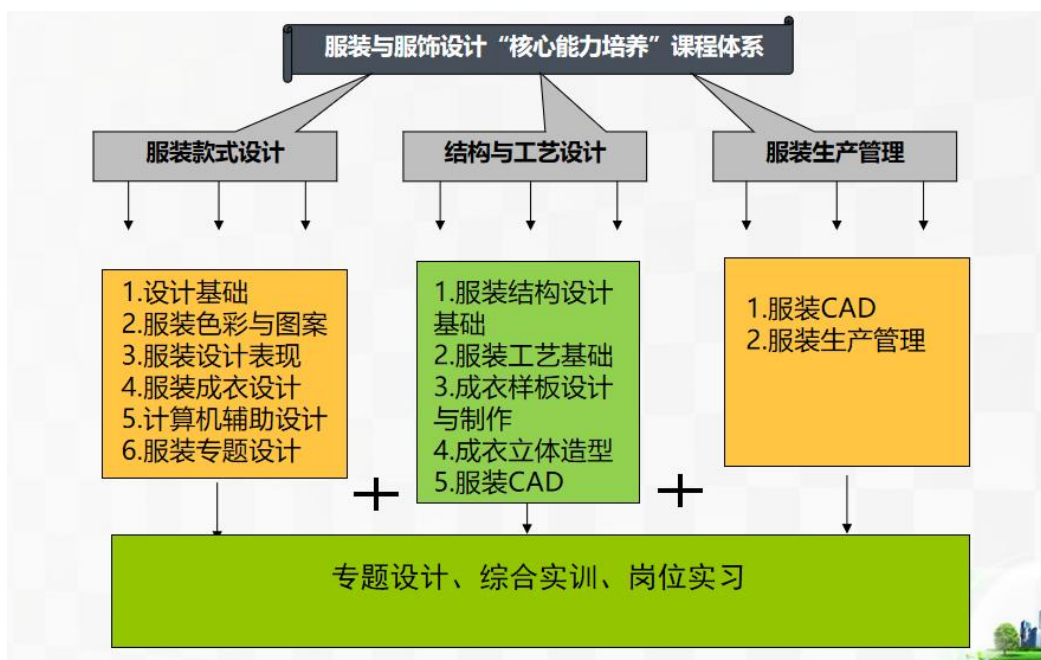 服装与服饰设计“核心能力培养”课程体系
服装款式设计
结构与工艺设计
服装生产管理
1.设计基础
2.服装色彩与图案
3.服装设计表现
4.服装成衣设计
5.计算机辅助设计
6.服装专题设计
1.服装结构设计
基础
2.服装工艺基础
3.成衣样板设计
与制作
4.成衣立体造型
5.服装CAD
1.服装CAD
2.服装生产管理
专题设计、综合实训、岗位实习